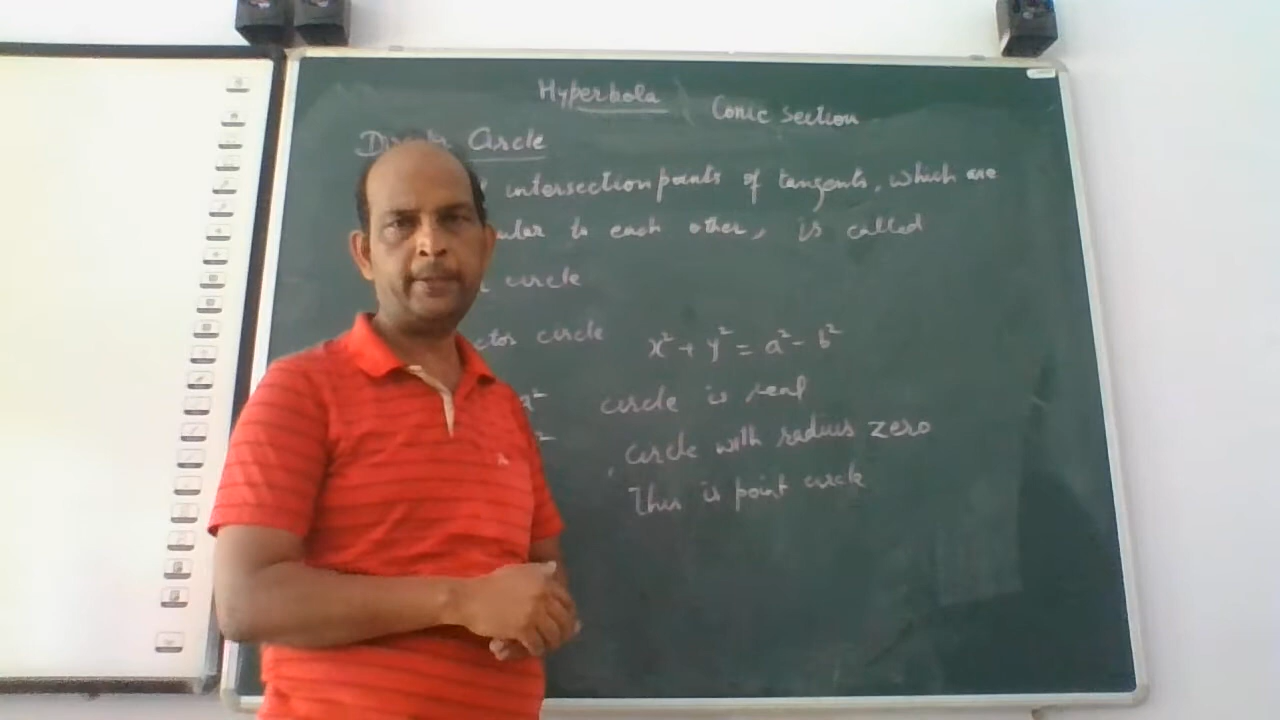 Hyperbola
Conic section
Circle
intersection points of tangents, which are
to each other, is called
circle
circle x² + y² = a² - b²
circle is real
, circle with radius zero
This is point circle